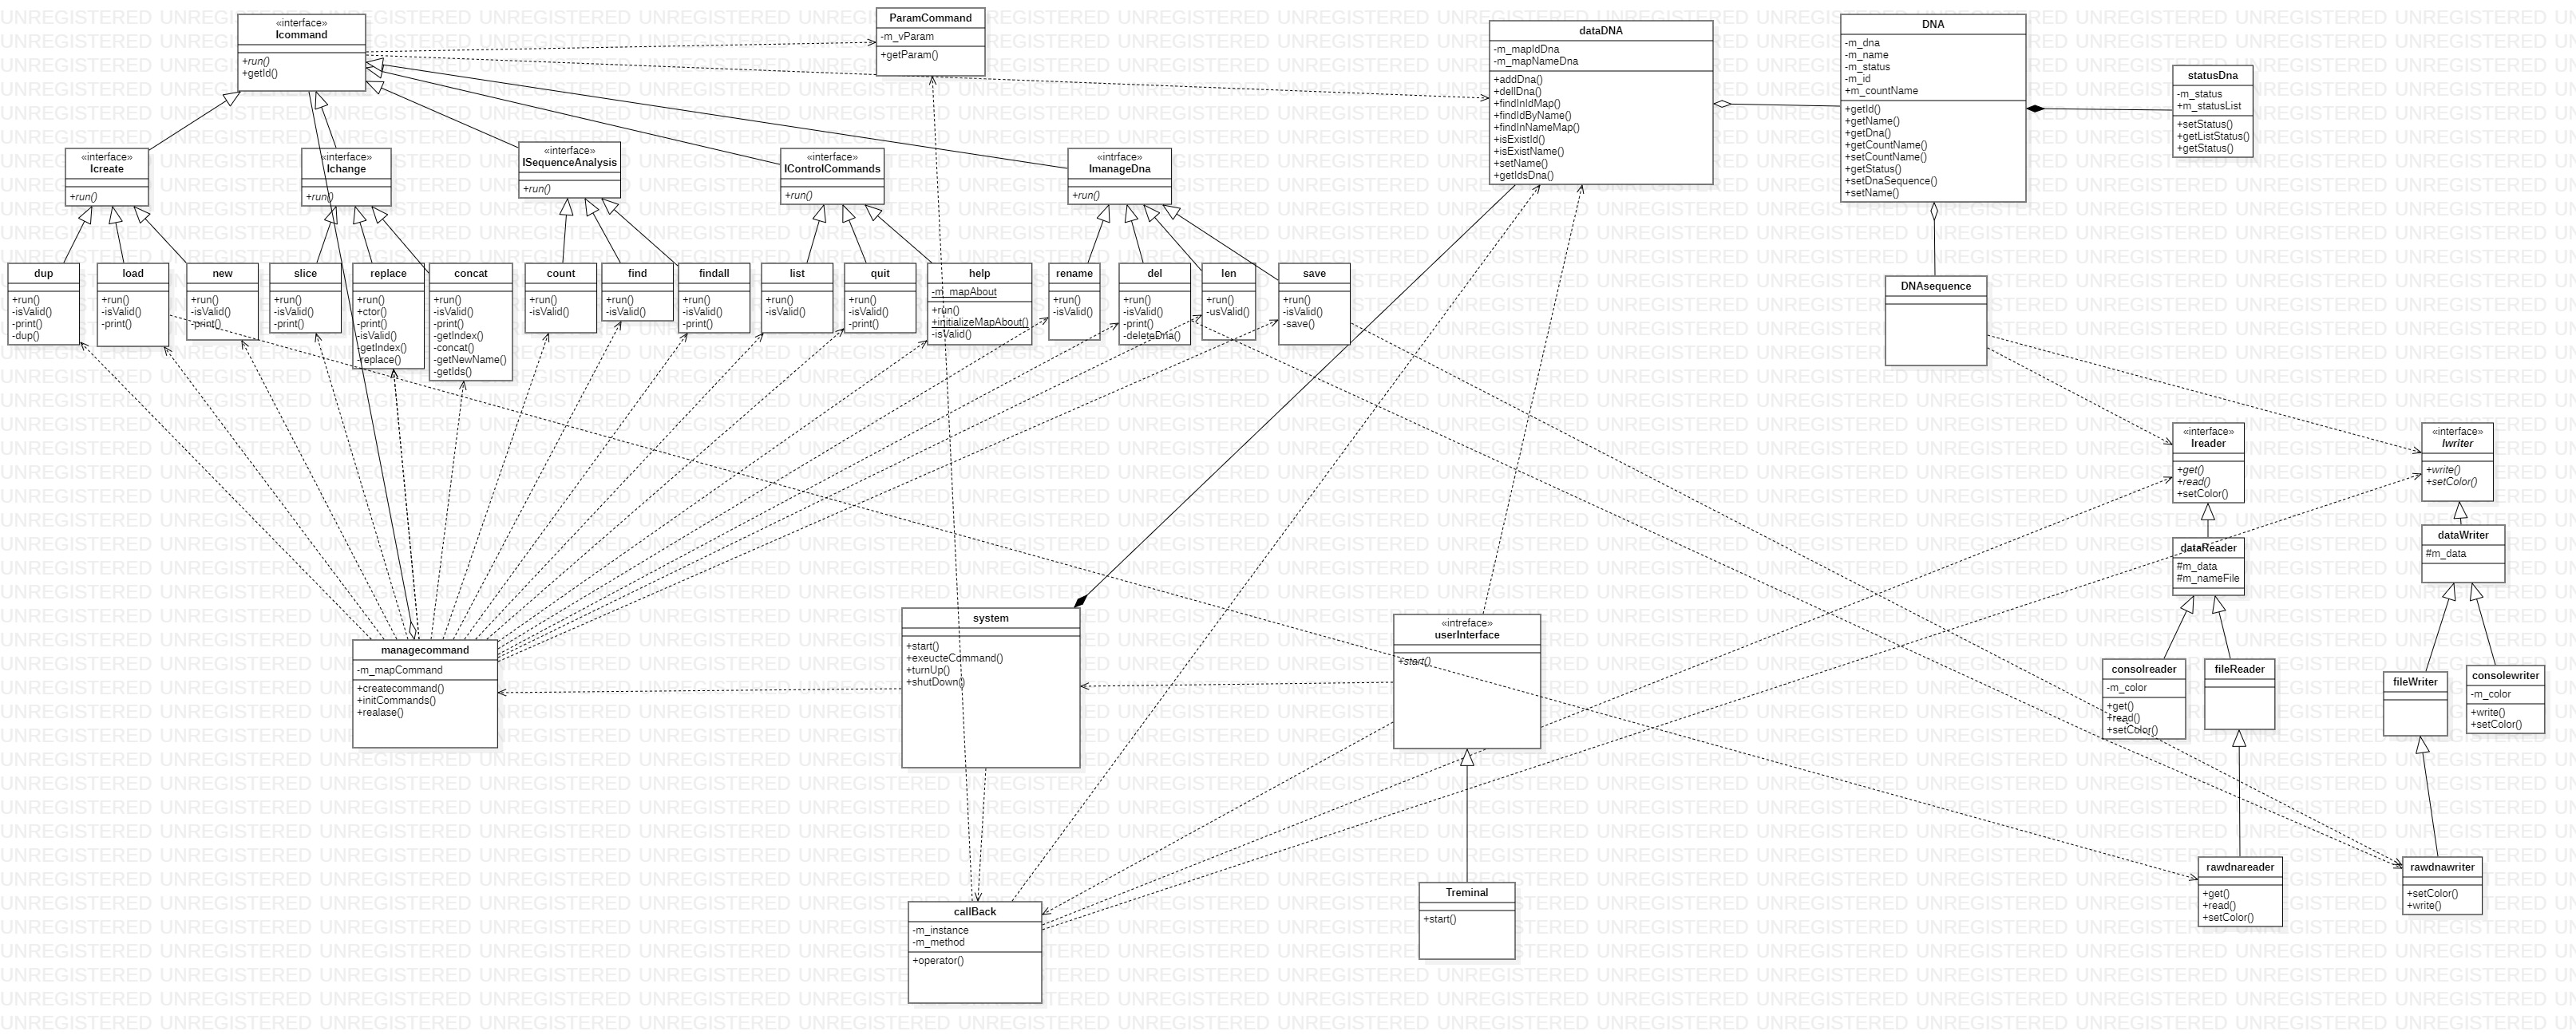 «interface»
Icommand
+run()
+getId()
ParamCommand
-m_vParam
+getParam()
dataDNA
-m_mapIdDna
-m_mapNameDna
+addDna()
+dellDna()
+findInIdMap()
+findIdByName()
+findInNameMap()
+isExistId()
+isExistName()
+setName()
+getIdsDna()
DNA
-m_dna
-m_name
-m_status
-m_id
+m_countName
+getId()
+getName()
+getDna()
+getCountName()
+setCountName()
+getStatus()
+setDnaSequence()
+setName()
statusDna
-m_status
+m_statusList
+setStatus()
+getListStatus()
+getStatus()
«interface»
Icreate
+run()
«interface»
Ichange
+run()
«interface»
ISequenceAnalysis
+run()
«interface»
IControlCommands
+run()
«intrface»
ImanageDna
+run()
dup
+run()
-isValid()
-print()
-dup()
load
+run()
-isValid()
-print()
new
+run()
-isValid()
-print()
slice
+run()
-isValid()
-print()
replace
+run()
+ctor()
-print()
-isValid()
-getIndex()
-replace()
concat
+run()
-isValid()
-print()
-getIndex()
-concat()
-getNewName()
-getIds()
count
+run()
-isValid()
find
+run()
-isValid()
findall
+run()
-isValid()
-print()
list
+run()
-isValid()
quit
+run()
-isValid()
-print()
help
-m_mapAbout
+run()
+initializeMapAbout()
-isValid()
rename
+run()
-isValid()
del
+run()
-isValid()
-print()
-deleteDna()
len
+run()
-usValid()
save
+run()
-isValid()
-save()
DNAsequence
«interface»
Ireader
+get()
+read()
+setColor()
«interface»
Iwriter
+write()
+setColor()
dataReader
#m_data
#m_nameFile
dataWriter
#m_data
managecommand
-m_mapCommand
+createcommand()
+initCommands()
+realase()
system
+start()
+exeucteCommand()
+turnUp()
+shutDown()
«intreface»
userInterface
+start()
consolreader
-m_color
+get()
+read()
+setColor()
fileReader
fileWriter
consolewriter
-m_color
+write()
+setColor()
callBack
-m_instance
-m_method
+operator()
Treminal
+start()
rawdnareader
+get()
+read()
+setColor()
rawdnawriter
+setColor()
+write()